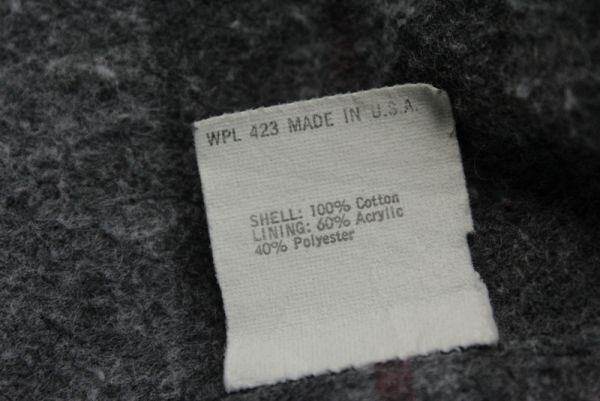 WPL 423 MADE IN U.S.A.
SHELL: 100% Cotton
LINING: 60% Acrylic
40% Polyester